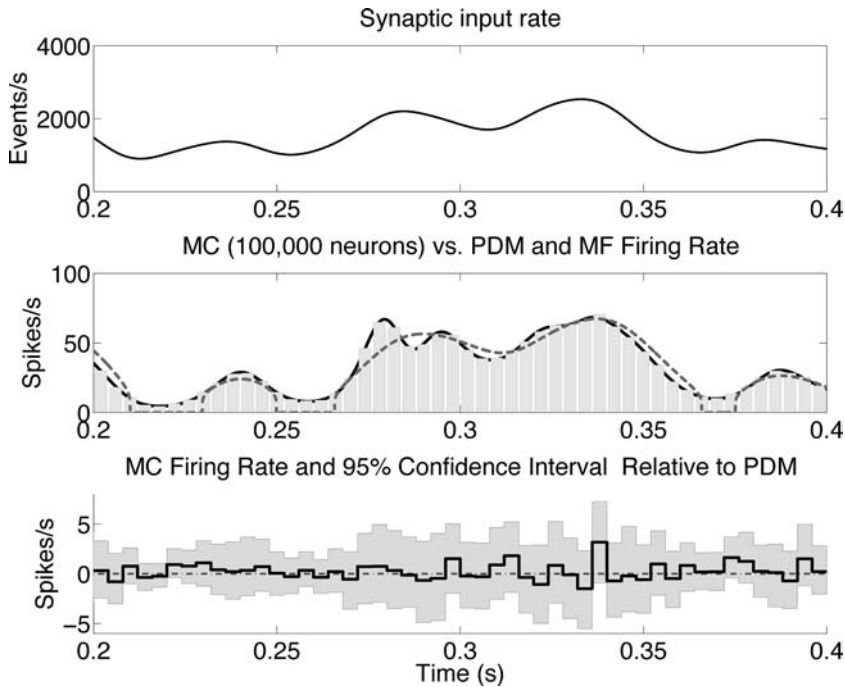 Synaptic input rate
4000
2000
0
Events/s
0.2 0.25 0.3 0.35 0.4
MC (100,000 neurons) vs. PDM and MF Firing Rate
100
50
0
Spikes/s
0.2 0.25 0.3 0.35 0.4
MC Firing Rate and 95% Confidence Interval Relative to PDM
5
0
−5
Spikes/s
0.2 0.25 0.3 0.35 0.4
Time (s)